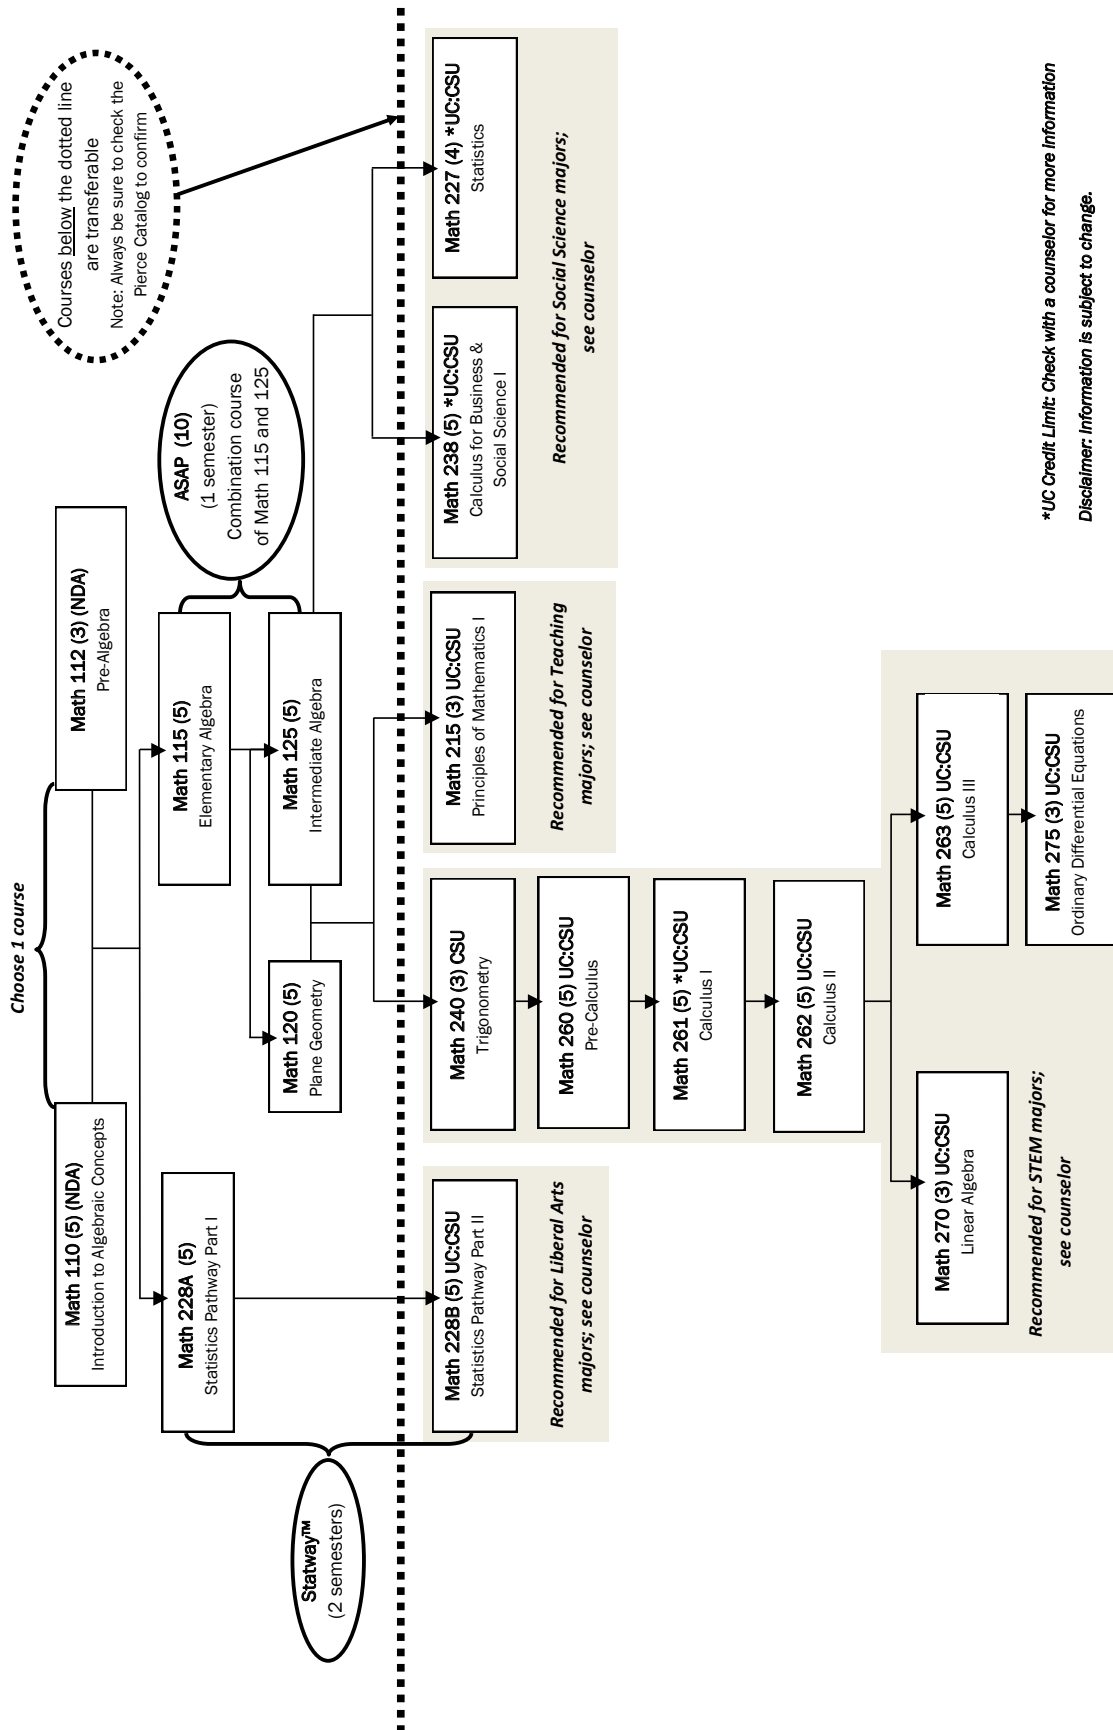 Choose 1 course
Math 110 (5) (NDA)
Introduction to Algebraic Concepts
Math 112 (3) (NDA)
Pre-Algebra
Courses below the dotted line
are transferable
Note: Always be sure to check the
Pierce Catalog to confirm
Math 228A (5)
Statistics Pathway Part I
Math 115 (5)
Elementary Algebra
ASAP (10)
(1 semester)
Combination course
of Math 115 and 125
Statway™
(2 semesters)
Math 120 (5)
Plane Geometry
Math 125 (5)
Intermediate Algebra
Math 228B (5) UC:CSU
Statistics Pathway Part II
Recommended for Liberal Arts
majors; see counselor
Math 240 (3) CSU
Trigonometry
Math 260 (5) UC:CSU
Pre-Calculus
Math 261 (5) *UC:CSU
Calculus I
Math 262 (5) UC:CSU
Calculus II
Math 215 (3) UC:CSU
Principles of Mathematics I
Recommended for Teaching
majors; see counselor
Math 238 (5) *UC:CSU
Calculus for Business &
Social Science I
Math 227 (4) *UC:CSU
Statistics
Recommended for Social Science majors;
see counselor
Math 270 (3) UC:CSU
Linear Algebra
Math 263 (5) UC:CSU
Calculus III
Math 275 (3) UC:CSU
Ordinary Differential Equations
Recommended for STEM majors;
see counselor
*UC Credit Limit: Check with a counselor for more information
Disclaimer: Information is subject to change.